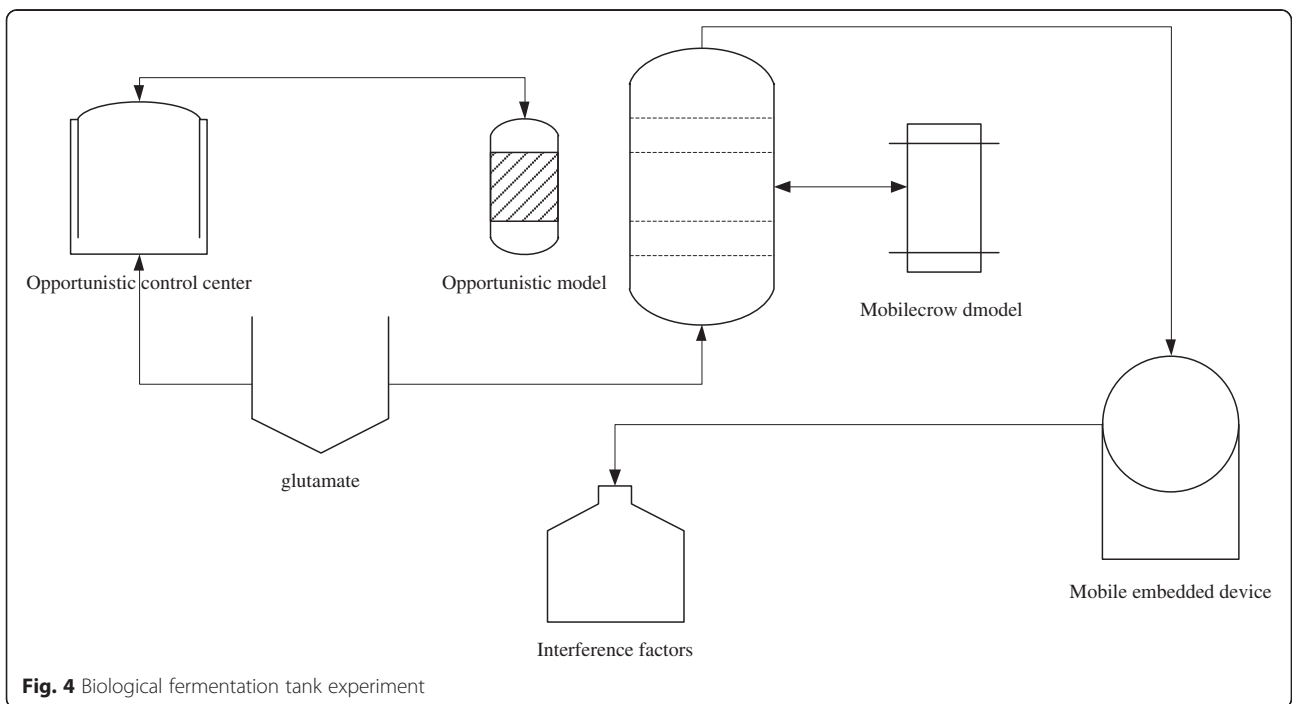 Opportunistic control center
Opportunistic model
Mobilecrow dmodel
glutamate
Mobile embedded device
Interference factors
Fig. 4 Biological fermentation tank experiment